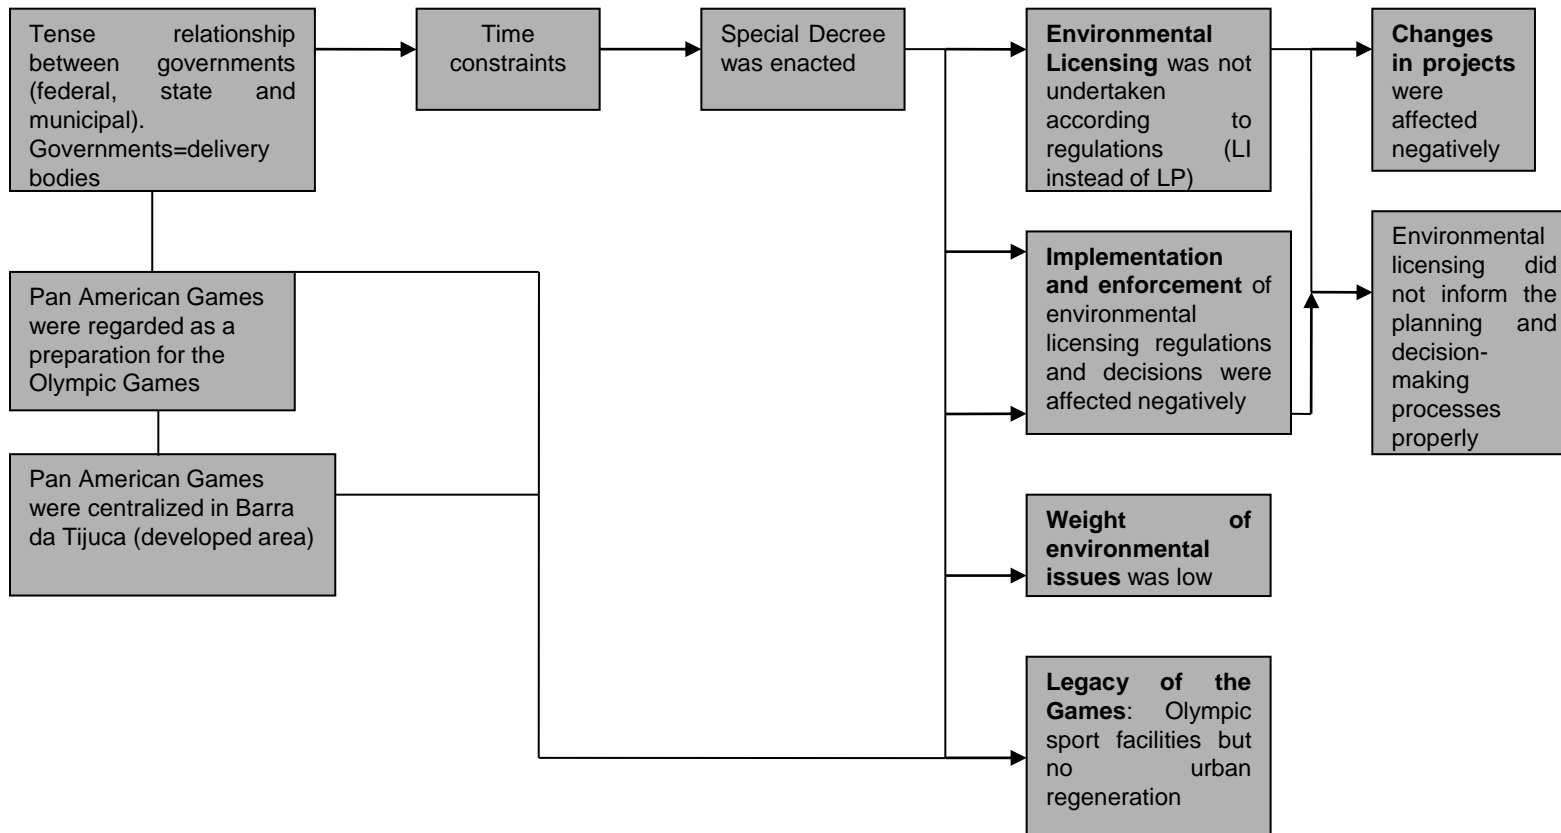 Tense relationship
between governments
(federal, state and
municipal).
Governments=delivery
bodies
Time
constraints
Special Decree
was enacted
Environmental
Licensing was not
undertaken
according to
regulations (LI
instead of LP)
Changes
in projects
were
affected
negatively
Pan American Games
were regarded as a
preparation for the
Olympic Games
Implementation
and enforcement of
environmental
licensing regulations
and decisions were
affected negatively
Environmental
licensing did
not inform the
planning and
decision-
making
processes
properly
Pan American Games
were centralized in Barra
da Tijuca (developed area)
Weight of
environmental
issues was low
Legacy of the
Games: Olympic
sport facilities but
no urban
regeneration